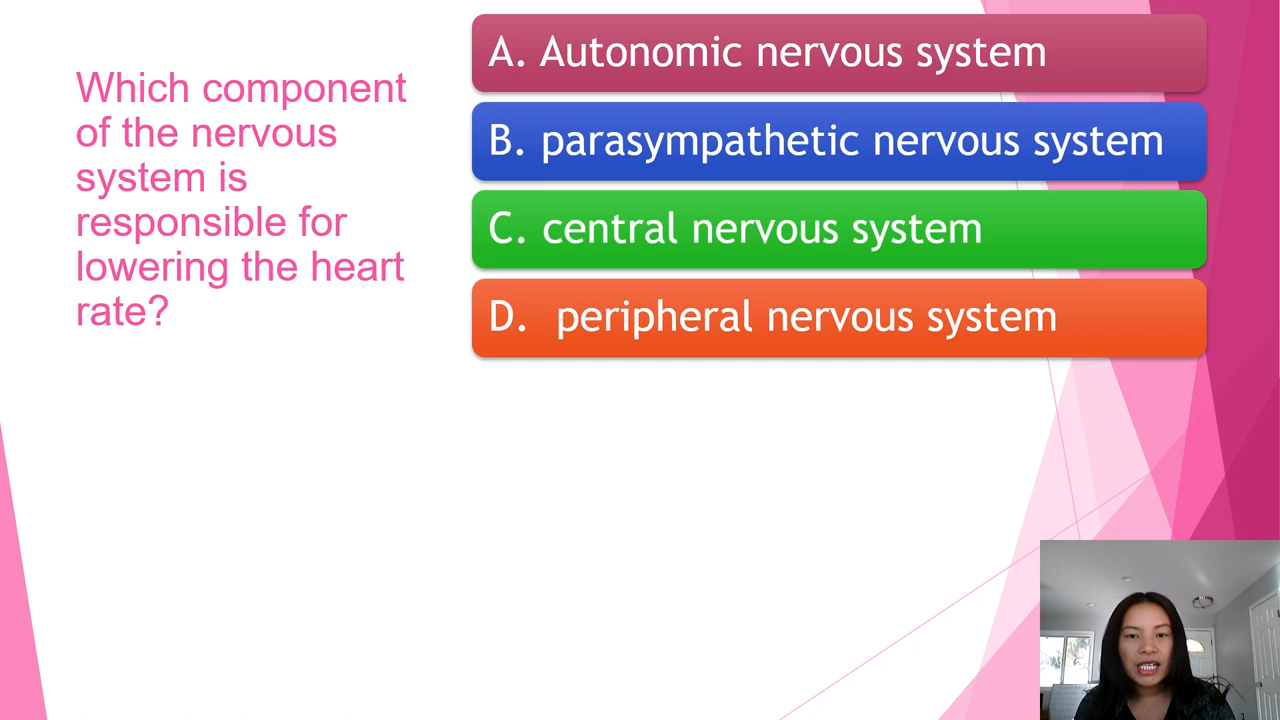 Which component
of the nervous
system is
responsible for
lowering the heart
rate?
A. Autonomic nervous system
B. parasympathetic nervous system
C. central nervous system
D. peripheral nervous system